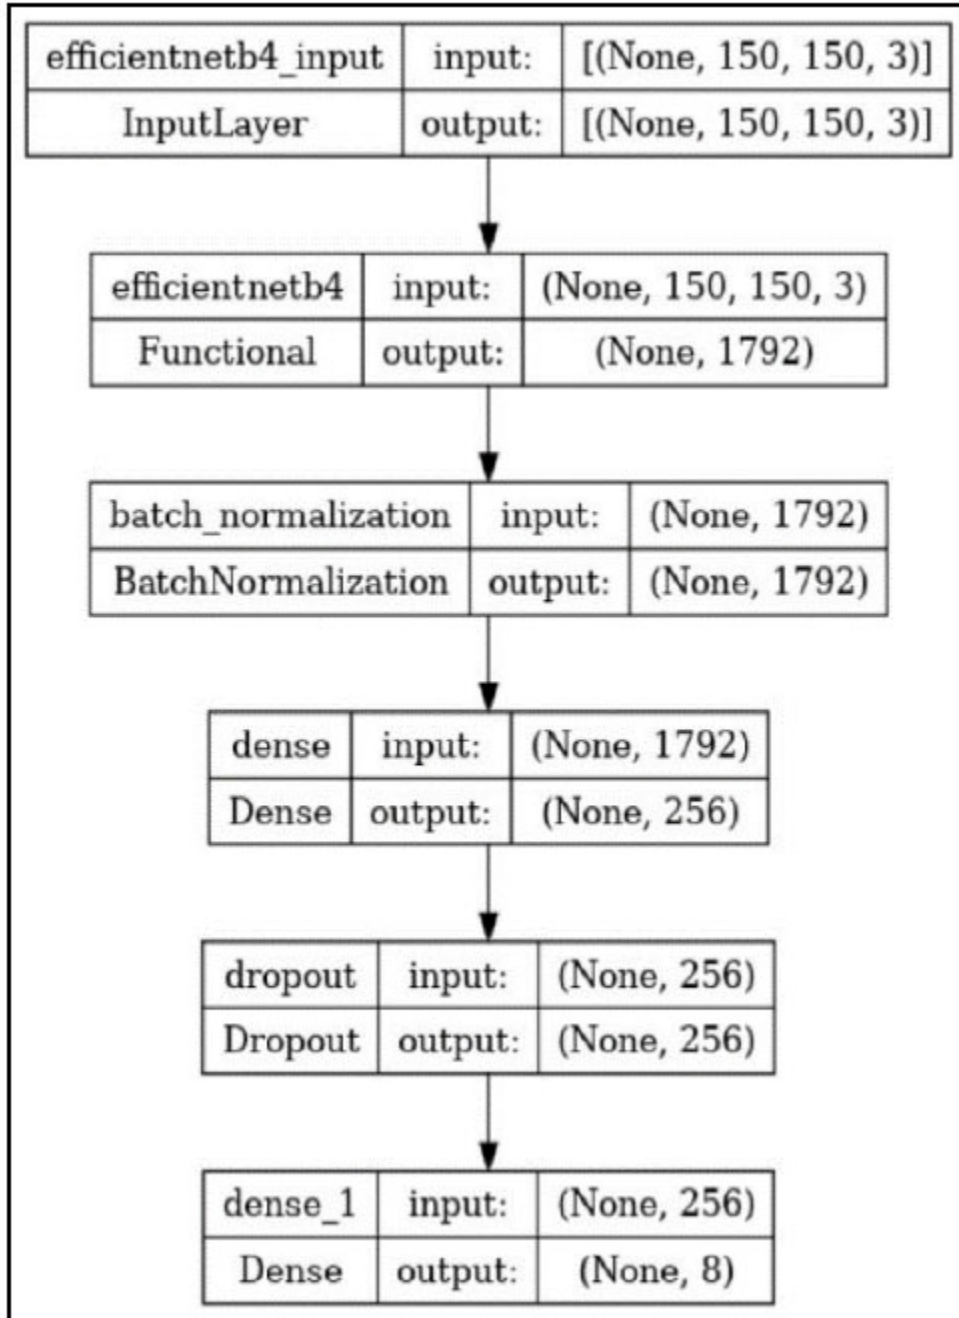 efficientnetb4_input input: [(None, 150, 150, 3)]
InputLayer output: [(None, 150, 150, 3)]
efficientnetb4 input: (None, 150, 150, 3)
Functional output: (None, 1792)
batch_normalization input: (None, 1792)
BatchNormalization output: (None, 1792)
dense input: (None, 1792)
Dense output: (None, 256)
dropout input: (None, 256)
Dropout output: (None, 256)
dense_1 input: (None, 256)
Dense output: (None, 8)